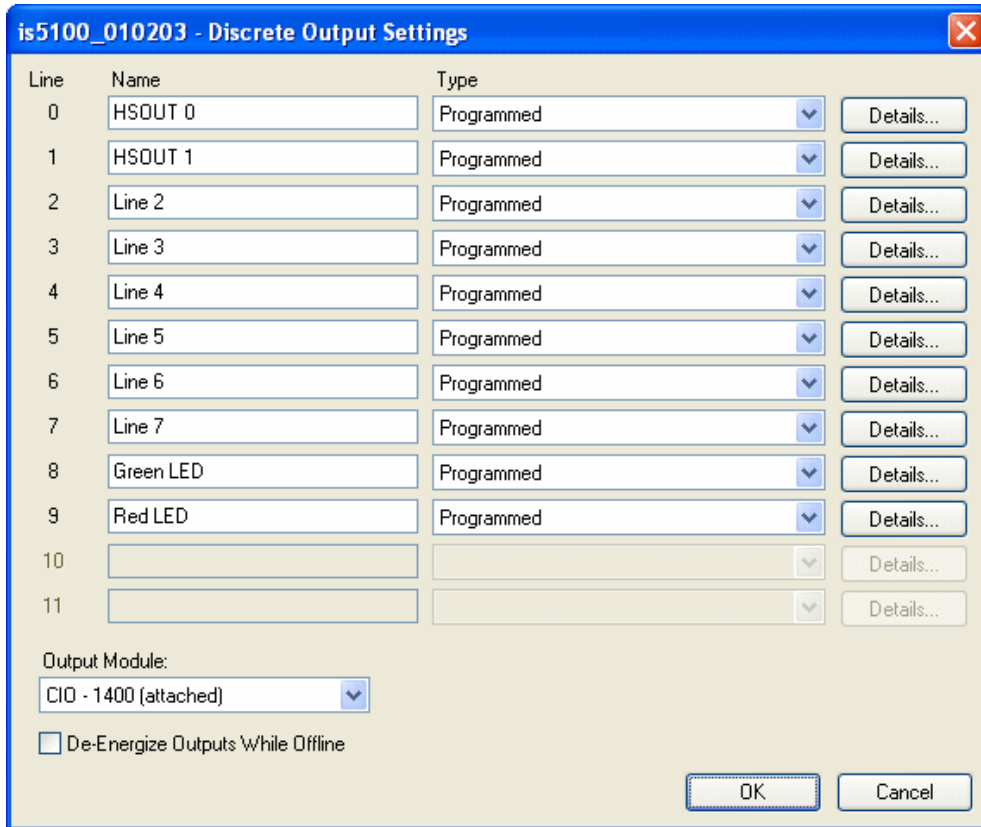 is5100_010203 - Discrete Output Settings
Line Name Type
0 HSOUT 0 Programmed Details...
1 HSOUT 1 Programmed Details...
2 Line 2 Programmed Details...
3 Line 3 Programmed Details...
4 Line 4 Programmed Details...
5 Line 5 Programmed Details...
6 Line 6 Programmed Details...
7 Line 7 Programmed Details...
8 Green LED Programmed Details...
9 Red LED Programmed Details...
10 Details...
11 Details...
Output Module:
CIO - 1400 (attached)
De-Energize Outputs While Offline
OK Cancel